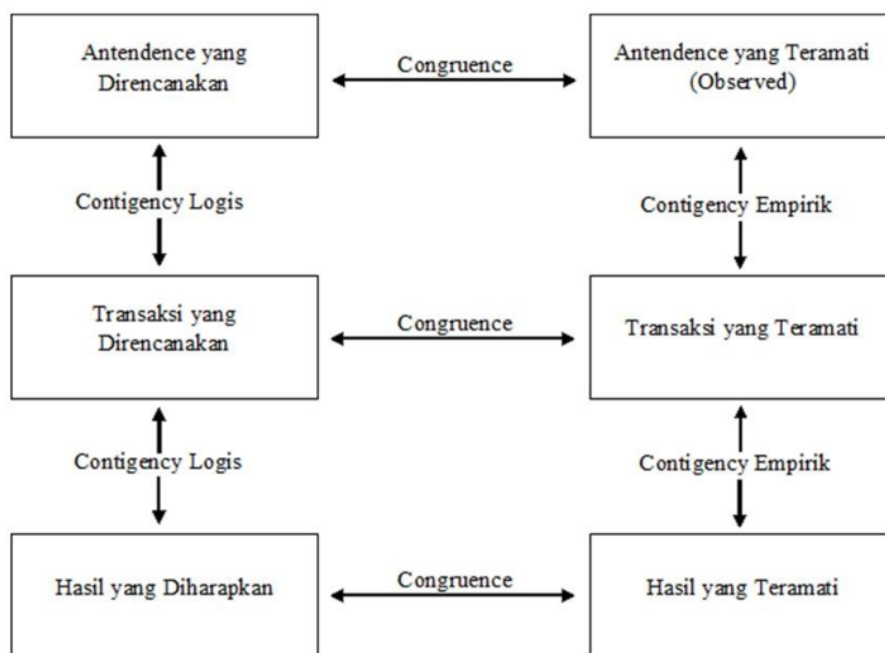 Antendence yang
Direncanakan
Congruence
Antendence yang Teramati
(Observed)
Contigency Logis
Contigency Empirik
Transaksi yang
Direncanakan
Congruence
Transaksi yang Teramati
Contigency Logis
Contigency Empirik
Hasil yang Diharapkan
Congruence
Hasil yang Teramati